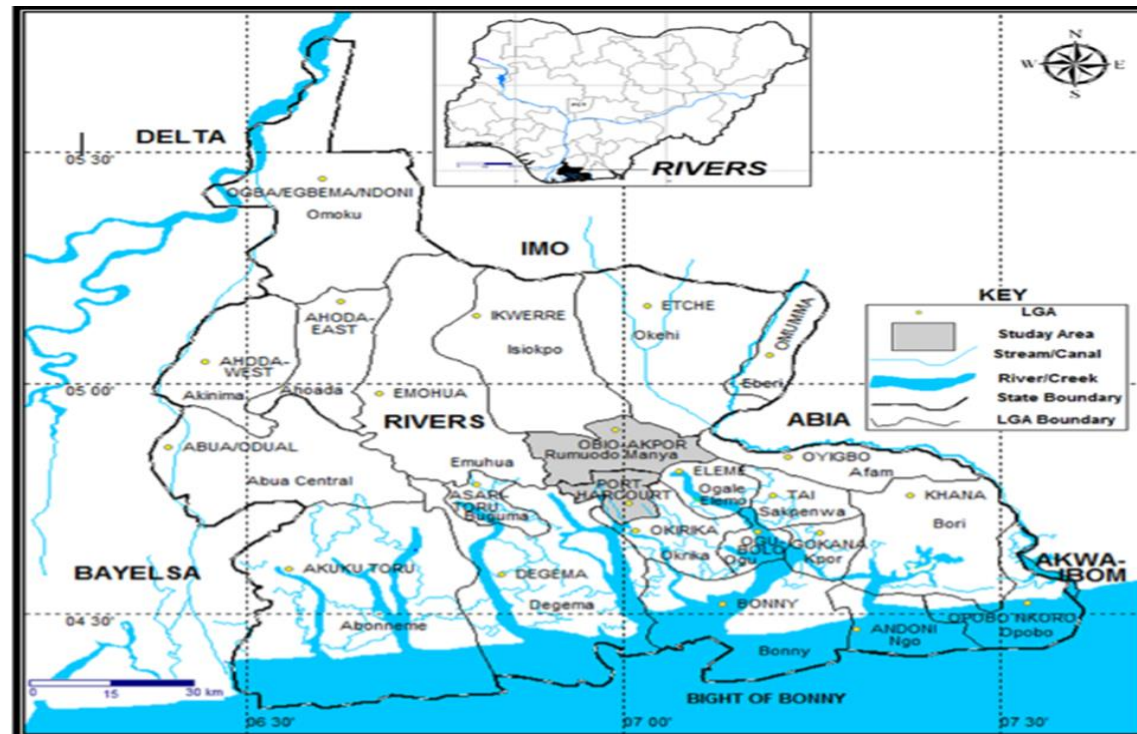 N
W E
S
DELTA
05 30'
RIVERS
OGBA/EGBEMA/NDONI
Omoku
IMO
KEY
LGA
Studay Area
Stream/Canal
River/Creek
State Boundary
LGA Boundary
AHODA-
EAST
Ahoada
IKWERRE
Isiokpo
ETCHE
Okehi
OMUMMA
Eberi
AHODA-
WEST
Akinima
05 00'
EMOHUA
RIVERS
Emuhua
ABIA
ABUA/ODUAL
Abua Central
OBIO-AKPOR
Rumuodo Manya
OYIGBO
Afam
ELEME
Ogale
Elemo
PORT-
HARCOURT
ASARI-
TORU
Buguma
TAI
Sakpenwa
KHANA
Bori
OKIRIKA
Okrika
OGU
BOLO
Ogu
GOKANA
Kpor
BAYELSA
AKUKU TORU
Abonneme
DEGEMA
Degema
AKWA-
IBOM
04 30'
BONNY
Bonny
ANDONI
Ngo
OPOBO NKORO
Opobo
0 15 30 km
BIGHT OF BONNY
06 30'
07 00'
07 30'